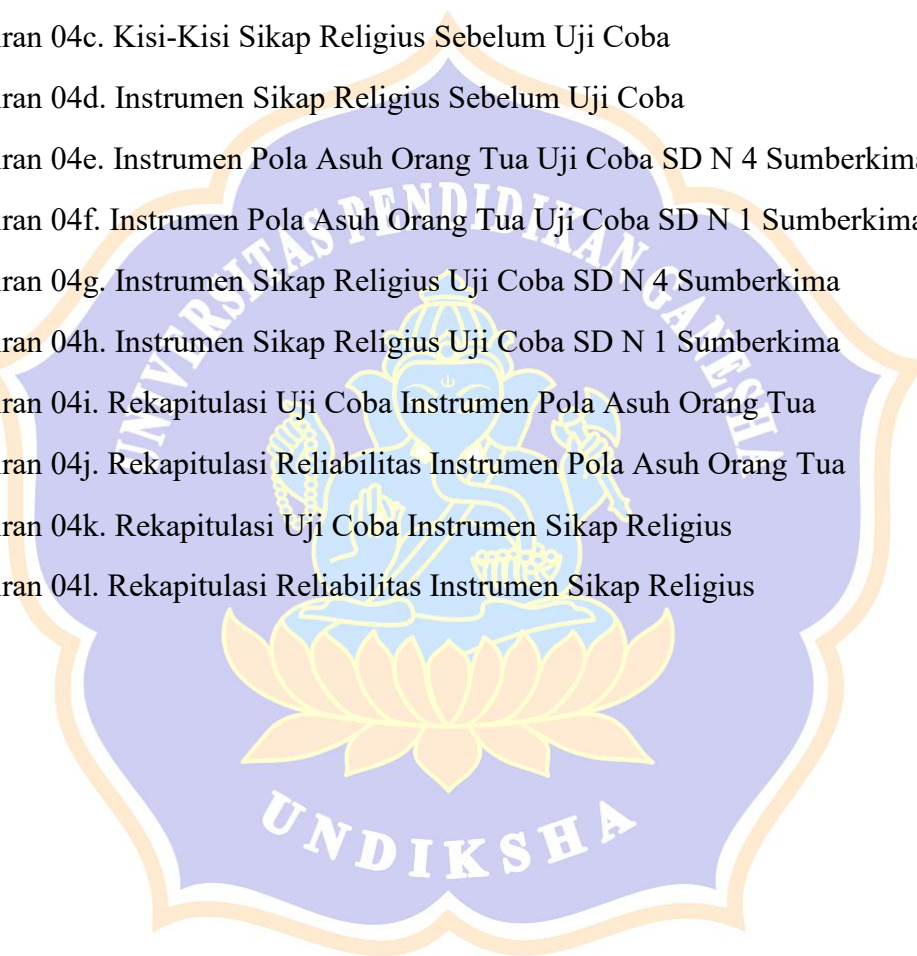 ran 04c. Kisi-Kisi Sikap Religius Sebelum Uji Coba
ran 04d. Instrumen Sikap Religius Sebelum Uji Coba
ran 04e. Instrumen Pola Asuh Orang Tua Uji Coba SD N 4 Sumberkima
ran 04f. Instrumen Pola Asuh Orang Tua Uji Coba SD N 1 Sumberkima
ran 04g. Instrumen Sikap Religius Uji Coba SD N 4 Sumberkima
ran 04h. Instrumen Sikap Religius Uji Coba SD N 1 Sumberkima
ran 04i. Rekapitulasi Uji Coba Instrumen Pola Asuh Orang Tua
ran 04j. Rekapitulasi Reliabilitas Instrumen Pola Asuh Orang Tua
ran 04k. Rekapitulasi Uji Coba Instrumen Sikap Religius
ran 04l. Rekapitulasi Reliabilitas Instrumen Sikap Religius
UNIVERSITAS PENDIDIKAN GANESHA
UNDIKSHA